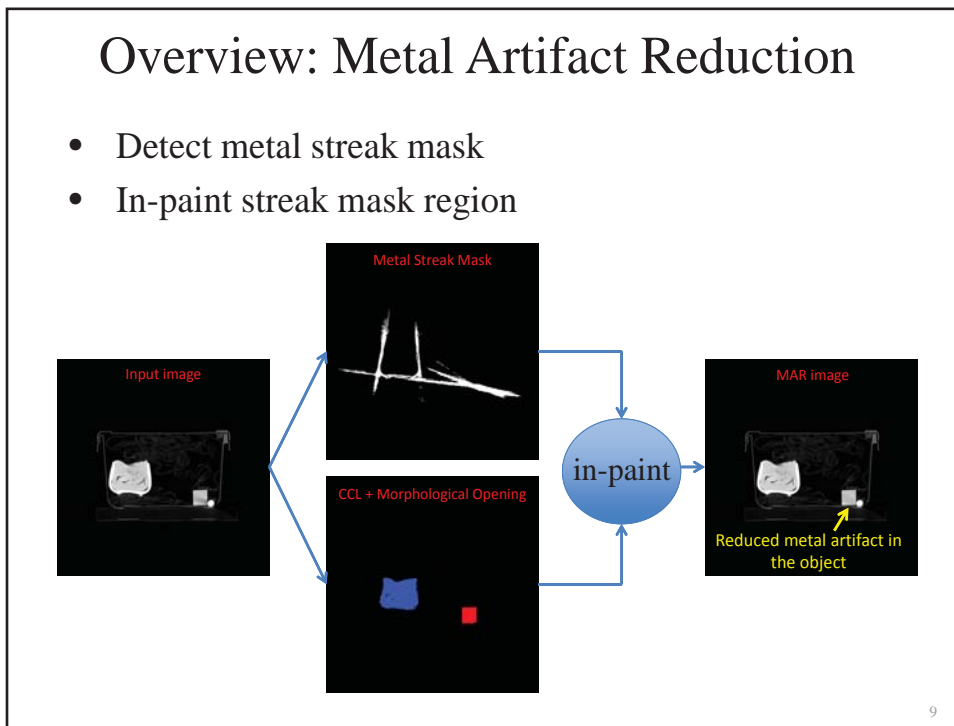 Overview: Metal Artifact Reduction
• Detect metal streak mask
• In-paint streak mask region
Metal Streak Mask
Input image
MAR image
in-paint
CCL + Morphological Opening
Reduced metal artifact in
the object
9